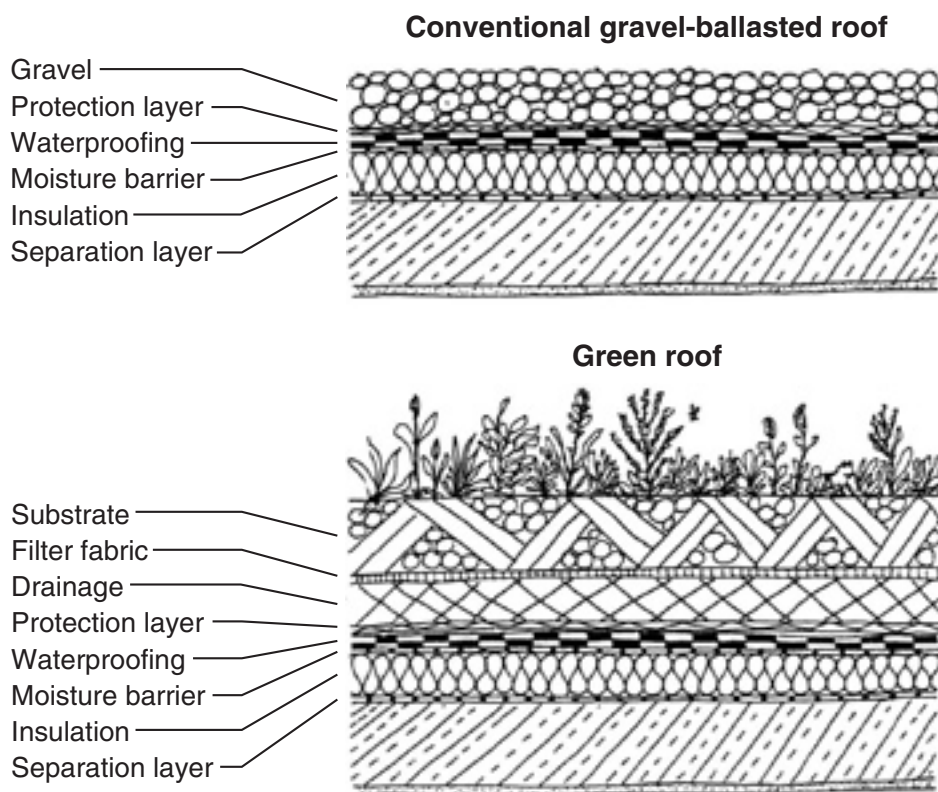 Conventional gravel-ballasted roof
Gravel
Protection layer
Waterproofing
Moisture barrier
Insulation
Separation layer
Green roof
Substrate
Filter fabric
Drainage
Protection layer
Waterproofing
Moisture barrier
Insulation
Separation layer